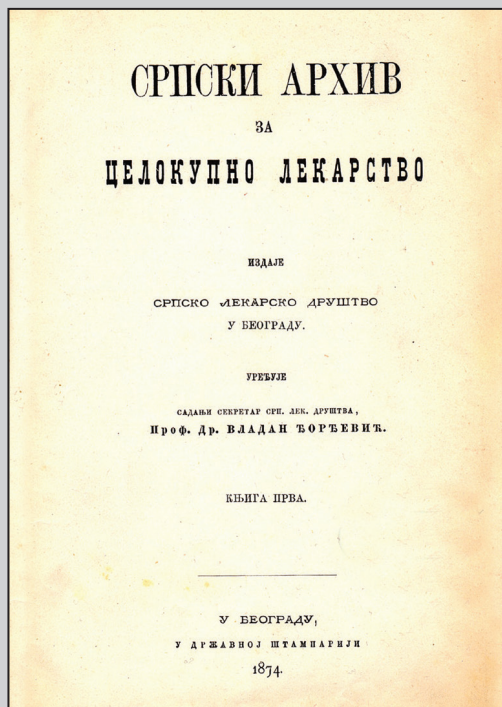 СРПСКИ АРХИВ
ЗА
ЦЕЛОКУПНО ЛЕКАРСТВО
ИЗДАЈЕ
СРПСКО ЛЕКАРСКО ДРУШТВО
У БЕОГРАДУ.
УРЕЂУЈЕ
САДАЊИ СЕКРЕТАР СРП. ЛЕК. ДРУШТВА,
Проф. Др. ВЛАДАН ЂОРЂЕВИЋ.
КЊИГА ПРВА.
У БЕОГРАДУ,
У ДРЖАВНОЈ ШТАМПАРИЈИ
1874.